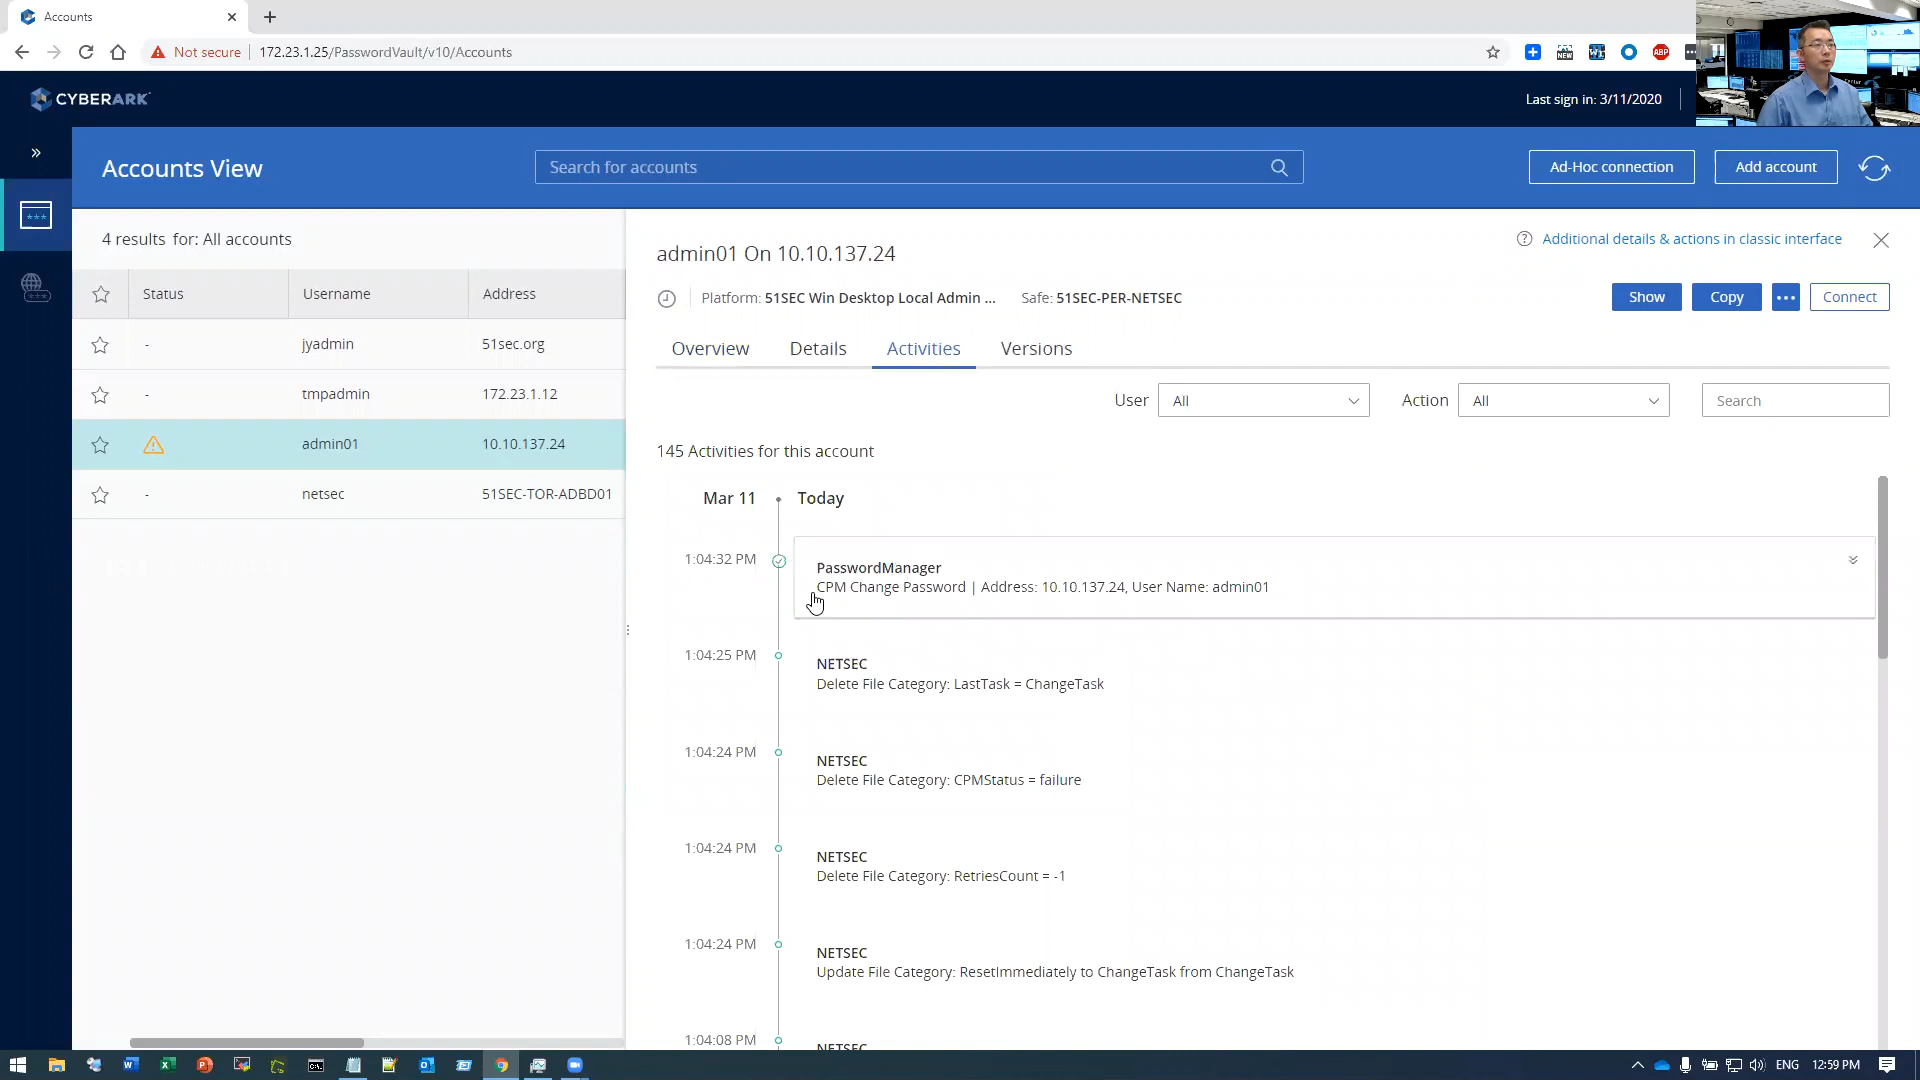 Accounts
Not secure
172.23.1.25/PasswordVault/v10/Accounts
NEW
ABP
CYBERARK
Last sign in: 3/11/2020
Accounts View
Search for accounts
Ad-Hoc connection
Add account
4 results for: All accounts
Status
Username
Address
- jyadmin 51sec.org
- tmpadmin 172.23.1.12
admin01 10.10.137.24
- netsec 51SEC-TOR-ADBD01
admin01 On 10.10.137.24
Additional details & actions in classic interface
Platform: 51SEC Win Desktop Local Admin ...
Safe: 51SEC-PER-NETSEC
Show
Copy
Connect
Overview
Details
Activities
Versions
User
All
Action
All
Search
145 Activities for this account
Mar 11
Today
1:04:32 PM
PasswordManager
CPM Change Password | Address: 10.10.137.24, User Name: admin01
1:04:25 PM
NETSEC
Delete File Category: LastTask = ChangeTask
1:04:24 PM
NETSEC
Delete File Category: CPMStatus = failure
1:04:24 PM
NETSEC
Delete File Category: RetriesCount = -1
1:04:24 PM
NETSEC
Update File Category: ResetImmediately to ChangeTask from ChangeTask
1:04:08 PM
NETSEC
ENG
12:59 PM